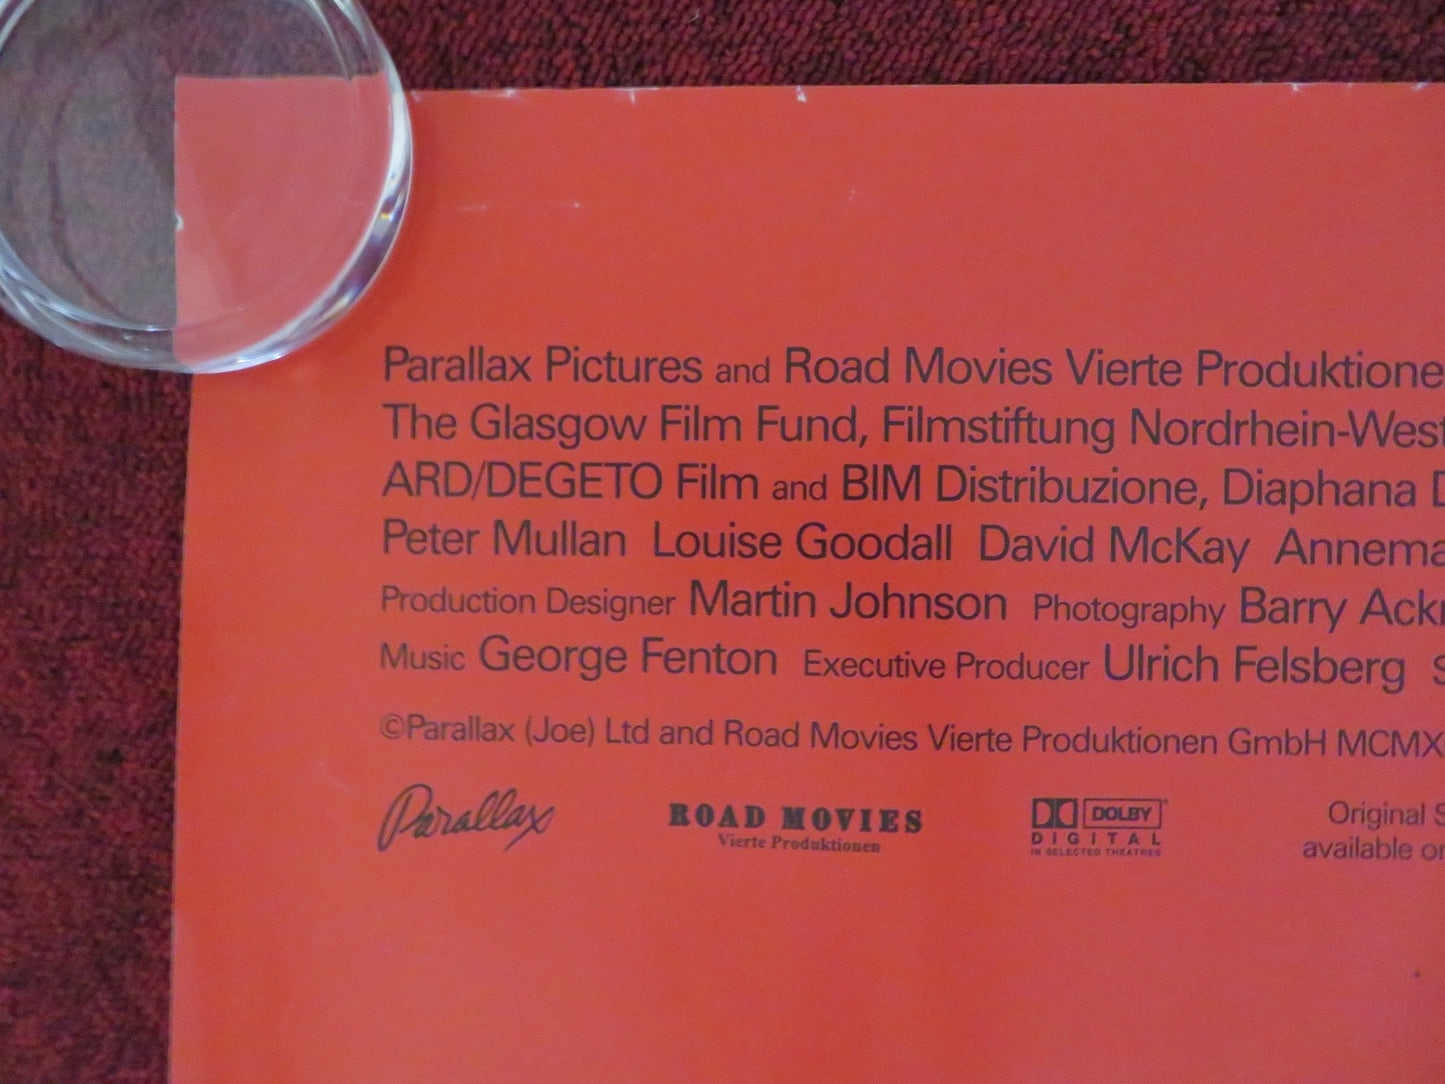 Parallax Pictures and Road Movies Vierte Produktione
The Glasgow Film Fund, Filmstiftung Nordrhein-West
ARD/DEGETO Film and BIM Distribuzione, Diaphana D
Peter Mullan Louise Goodall David McKay Annema
Production Designer Martin Johnson Photography Barry Ackr
Music George Fenton Executive Producer Ulrich Felsberg S
©Parallax (Joe) Ltd and Road Movies Vierte Produktionen GmbH MCMX
Parallax
ROAD MOVIES
Vierte Produktionen
DOLBY
DIGITAL
IN SELECTED THEATRES
Original S
available on